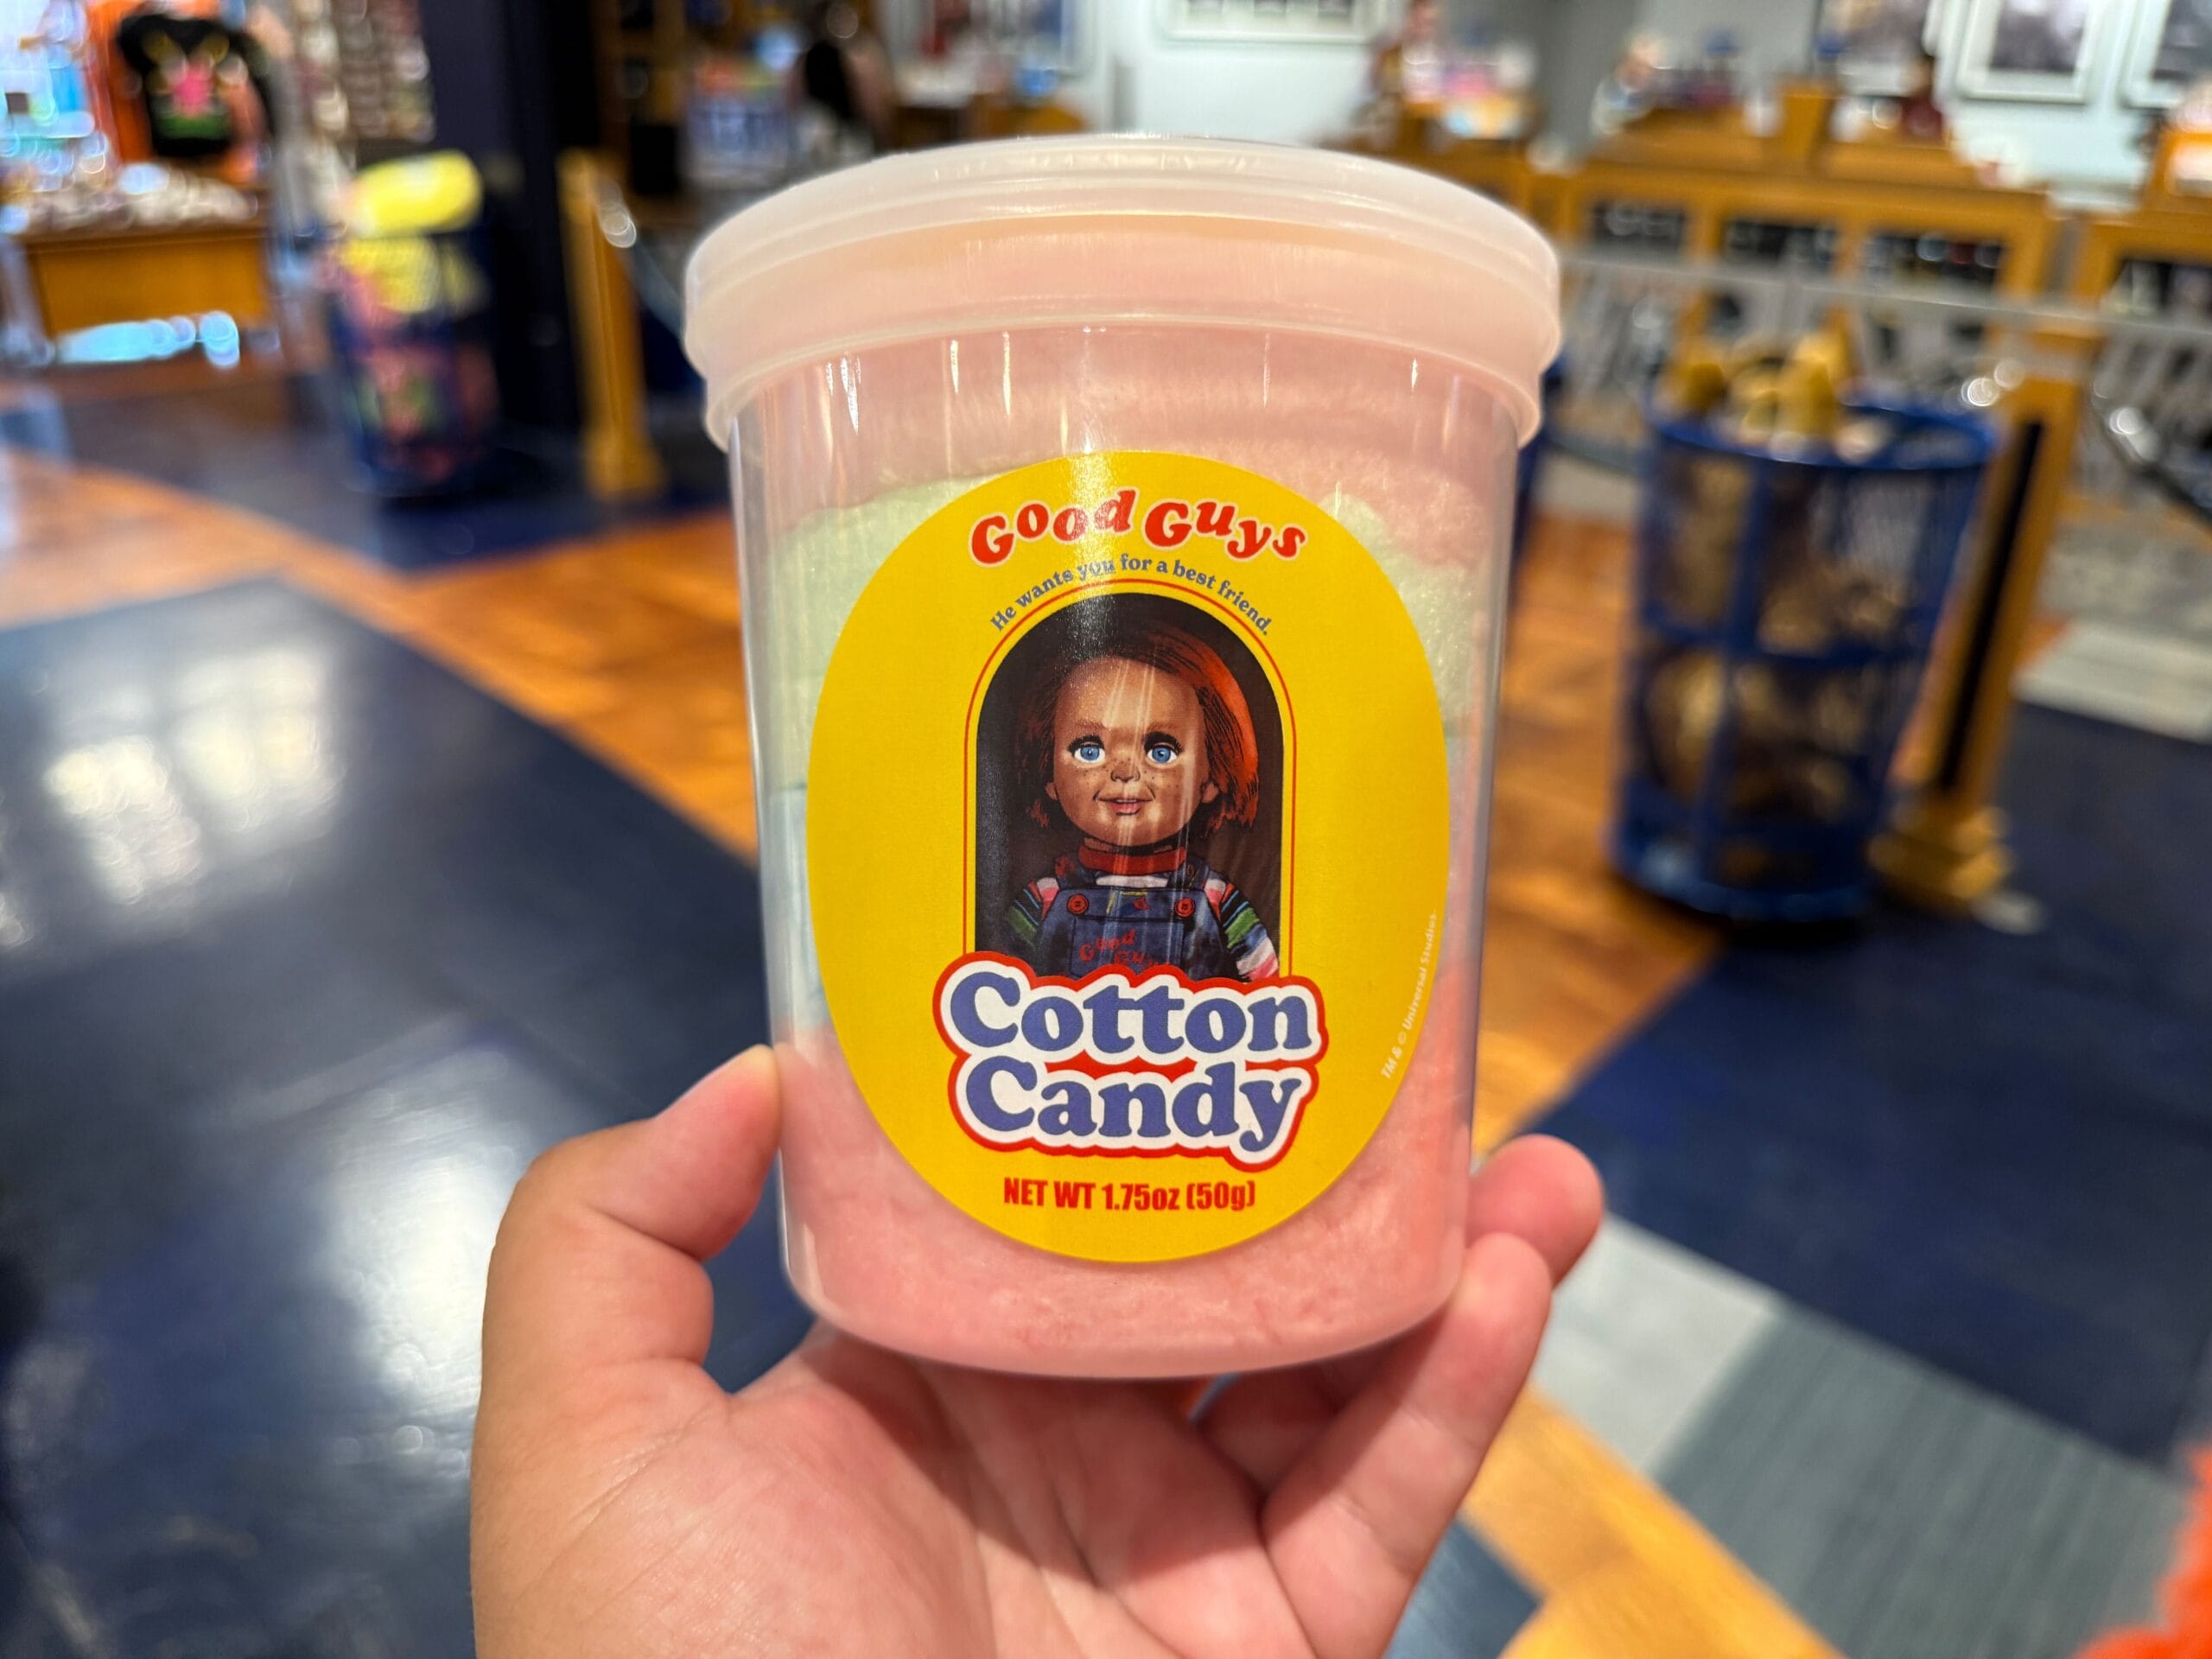 Good Guys
He wants you for a best friend.
Good
Guy
Cotton
Candy
NET WT 1.75oz (50g)
TM & © Universal Studios.